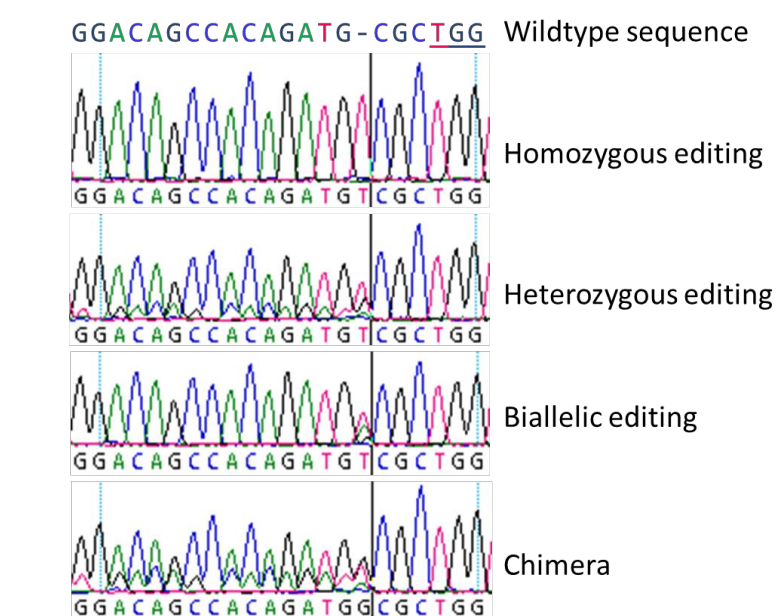 GGACAGCCACAGATG-CGCTGG Wildtype sequence
Homozygous editing
GGACAGCCACAGATGTCGCTGG
Heterozygous editing
GGACAGCCACAGATGTCGCTGG
Biallelic editing
GGACAGCCACAGATGTCGCTGG
Chimera
GGACAGCCACAGATGGCGCTGG